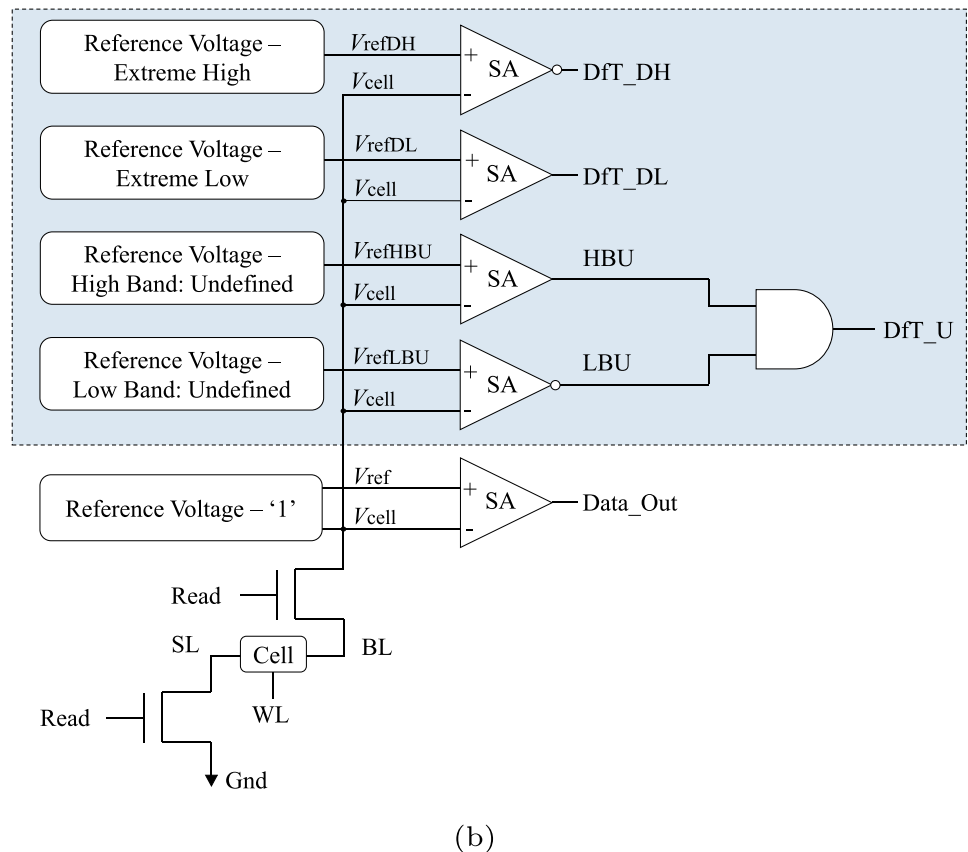 Reference Voltage –
Extreme High
VrefDH
Vcell
+
-
SA
DfT_DH
Reference Voltage –
Extreme Low
VrefDL
Vcell
+
-
SA
DfT_DL
Reference Voltage –
High Band: Undefined
VrefHBU
Vcell
+
-
SA
HBU
Reference Voltage –
Low Band: Undefined
VrefLBU
Vcell
+
-
SA
LBU
DfT_U
Reference Voltage – ‘1’
Vref
Vcell
+
-
SA
Data_Out
Read
SL
Cell
BL
WL
Read
Gnd
(b)